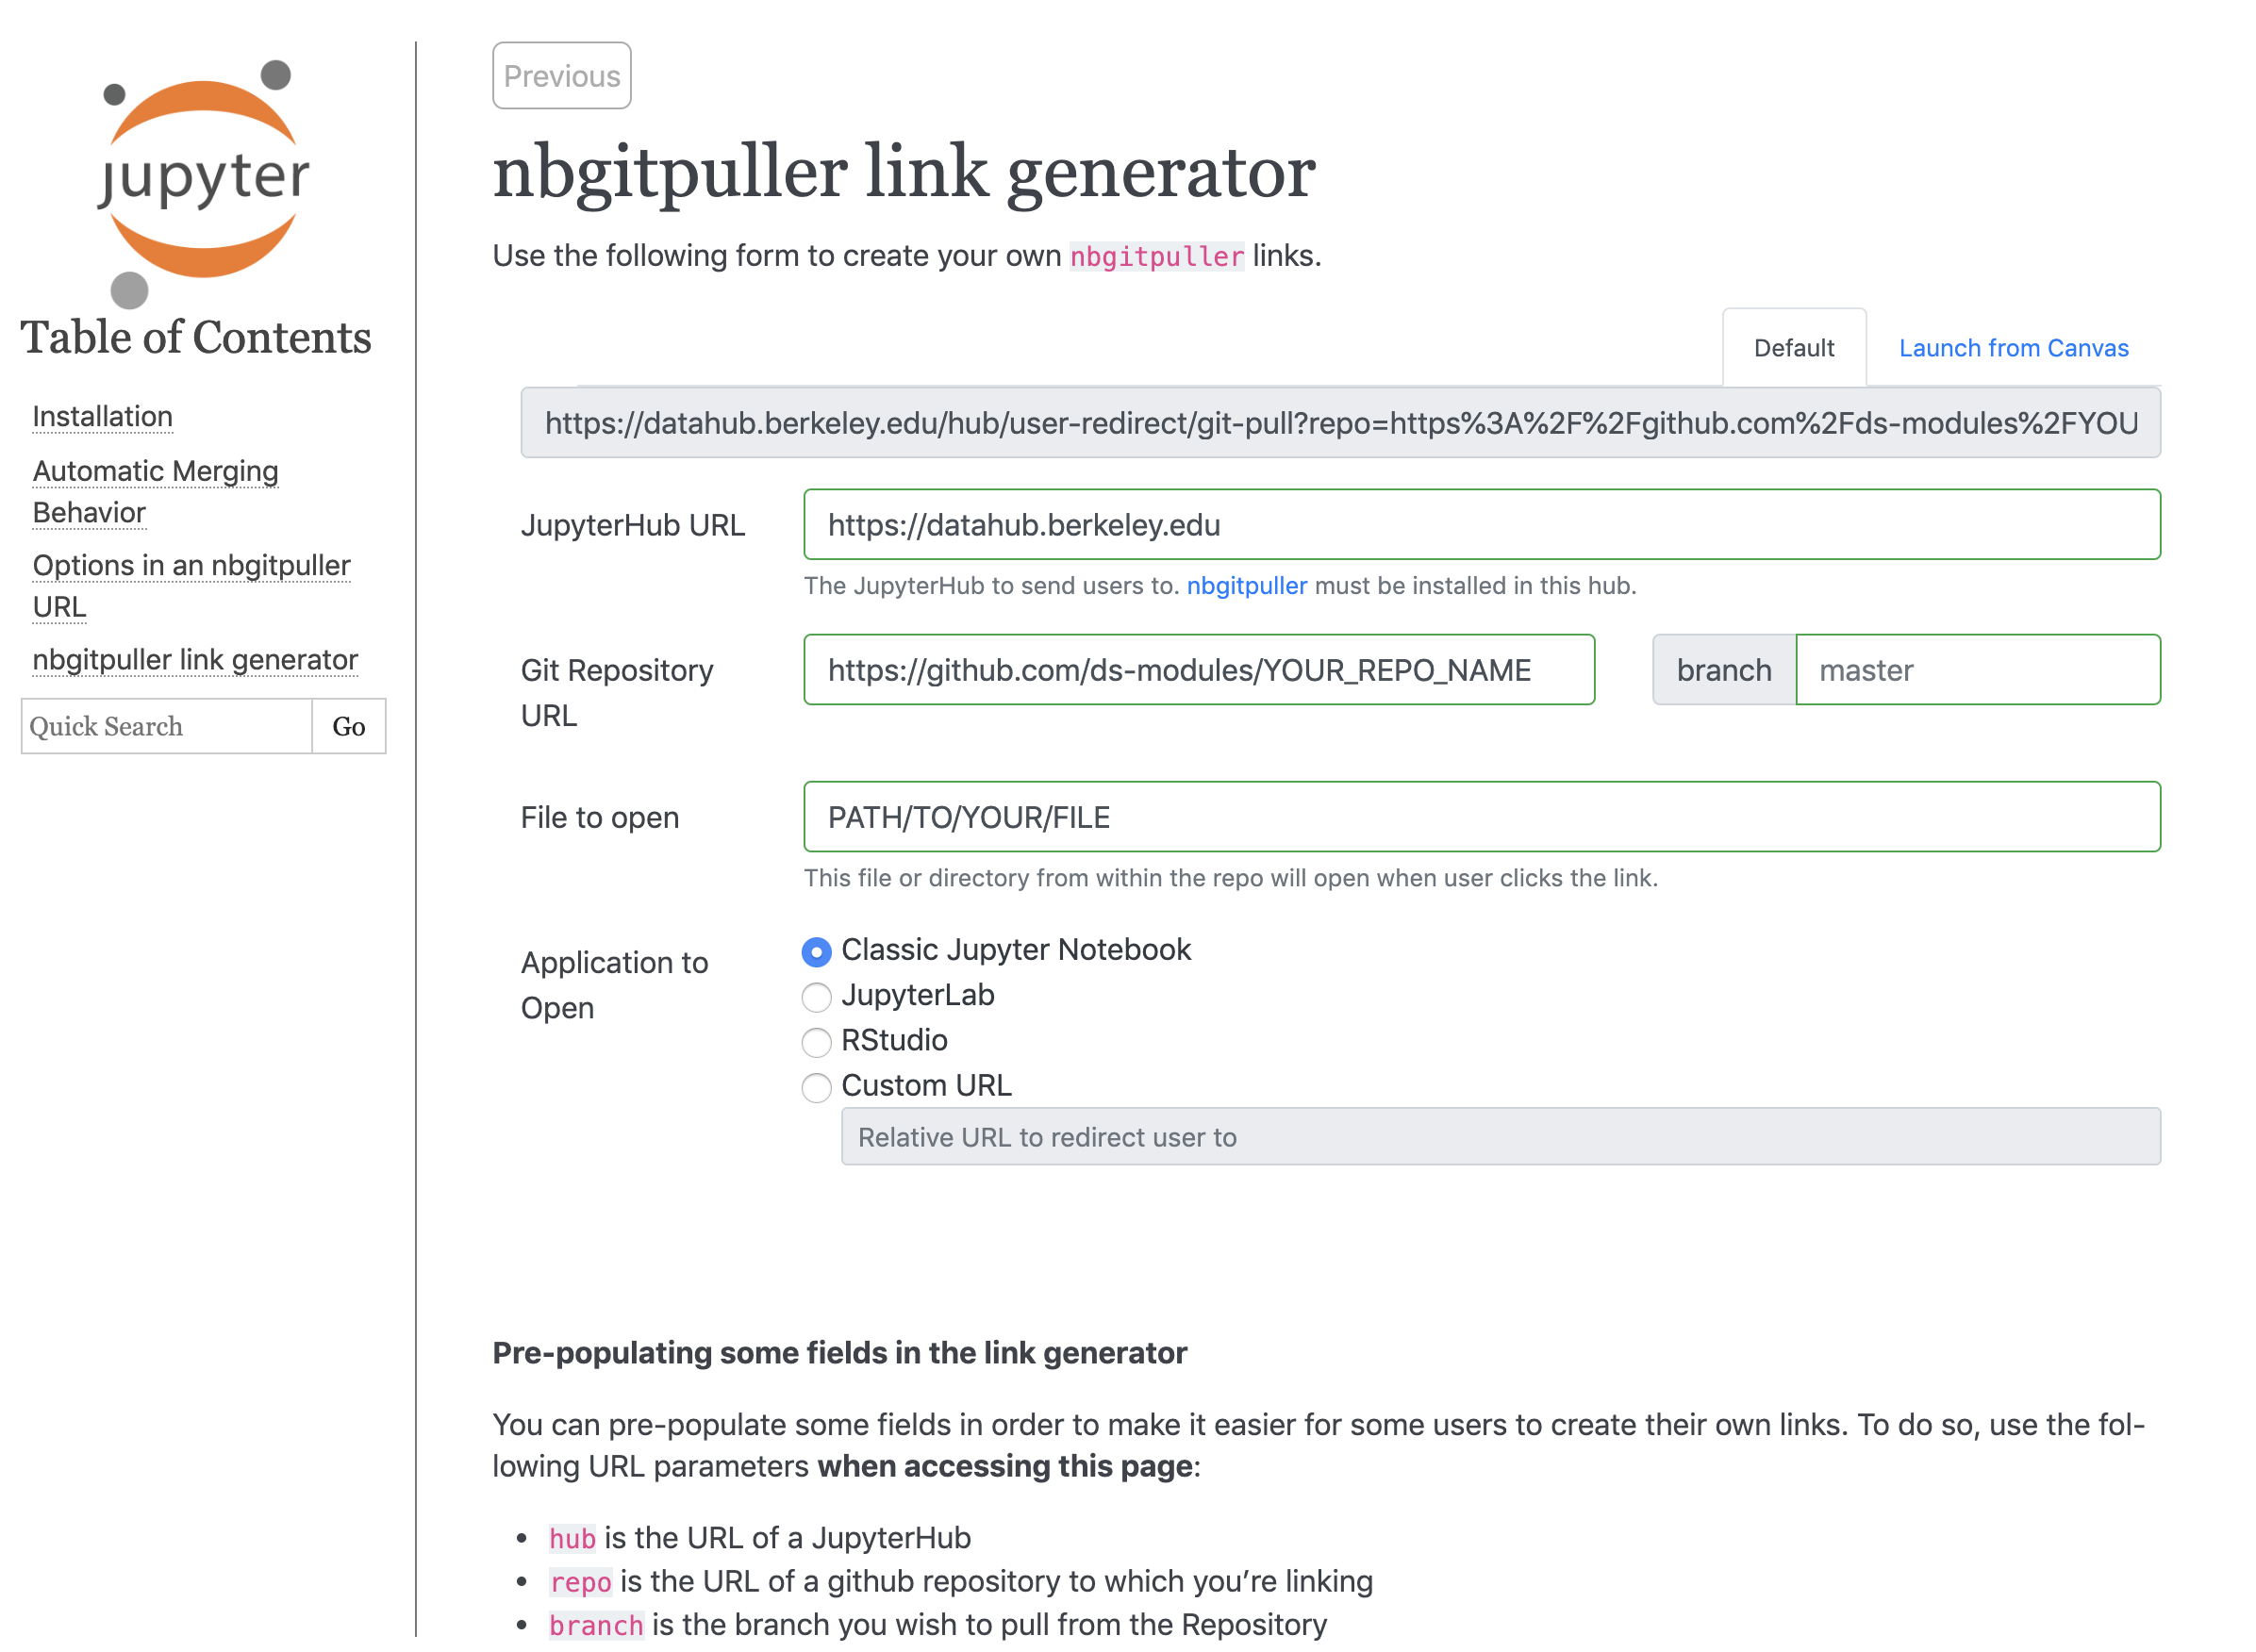 jupyter
Table of Contents
Installation
Automatic Merging
Behavior
Options in an nbgitpuller
URL
nbgitpuller link generator
Quick Search
Go
Previous
nbgitpuller link generator
Use the following form to create your own nbgitpuller links.
Default
Launch from Canvas
https://datahub.berkeley.edu/hub/user-redirect/git-pull?repo=https%3A%2F%2Fgithub.com%2Fds-modules%2FYOU
JupyterHub URL
https://datahub.berkeley.edu
The JupyterHub to send users to. nbgitpuller must be installed in this hub.
Git Repository
URL
https://github.com/ds-modules/YOUR_REPO_NAME
branch
master
File to open
PATH/TO/YOUR/FILE
This file or directory from within the repo will open when user clicks the link.
Application to
Open
Classic Jupyter Notebook
JupyterLab
RStudio
Custom URL
Relative URL to redirect user to
Pre-populating some fields in the link generator
You can pre-populate some fields in order to make it easier for some users to create their own links. To do so, use the fol-
lowing URL parameters when accessing this page:
• hub is the URL of a JupyterHub
• repo is the URL of a github repository to which you’re linking
• branch is the branch you wish to pull from the Repository